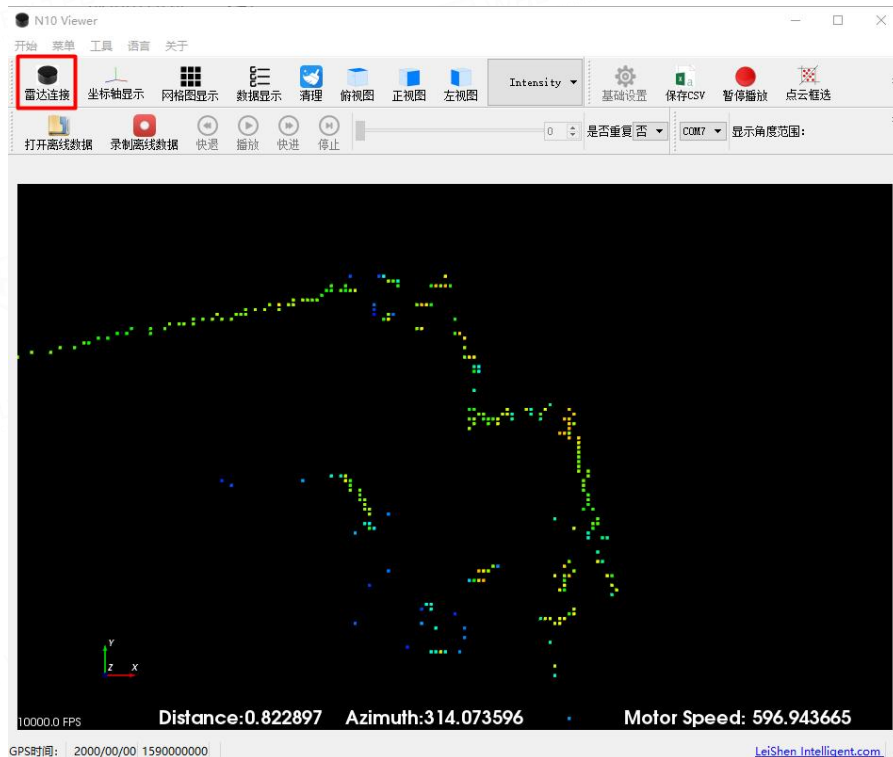 N10 Viewer
开始 菜单 工具 语言 关于
雷达连接 坐标轴显示 网格图显示 数据显示 清理 俯视图 正视图 左视图 Intensity 基础设置 保存CSV 暂停播放 点云框选
打开离线数据 录制离线数据 快退 播放 快进 停止 0 是否重复 否 COM7 显示角度范围:
Y
Z X
10000.0 FPS Distance:0.822897 Azimuth:314.073596 Motor Speed: 596.943665
GPS时间: 2000/00/00 1590000000 LeiShen Intelligent.com